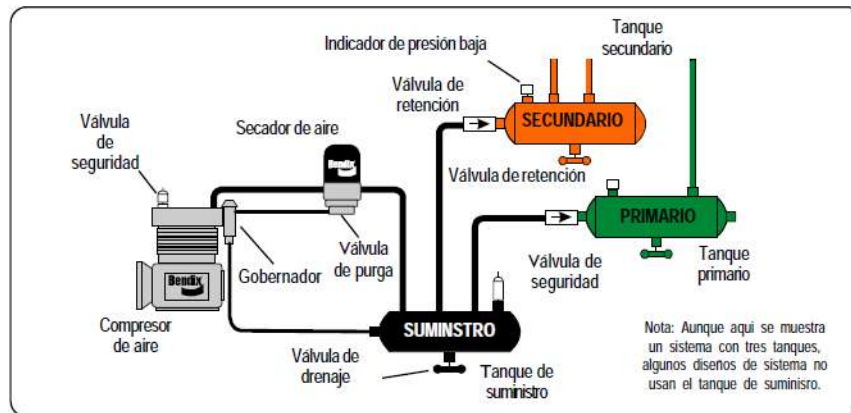 Indicador de presión baja
Tanque
secundario
Válvula de
retención
SECUNDARIO
Válvula
de
seguridad
Secador de aire
Bendix
Válvula de retención
PRIMARIO
Válvula
de purga
Gobernador
Válvula de
seguridad
Tanque
primario
Bendix
Compresor
de aire
SUMINSTRO
Válvula de
drenaje
Tanque de
suministro
Nota: Aunque aqui se muestra
un sistema con tres tanques,
algunos diseños de sistema no
usan el tanque de suminisro.